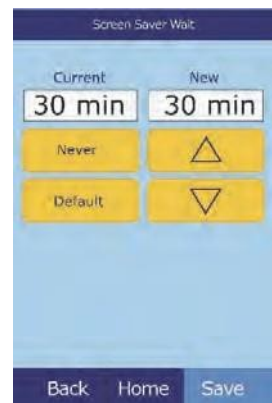 Screen Saver Wait
Current New
30 min 30 min
Never
Default
Back Home Save